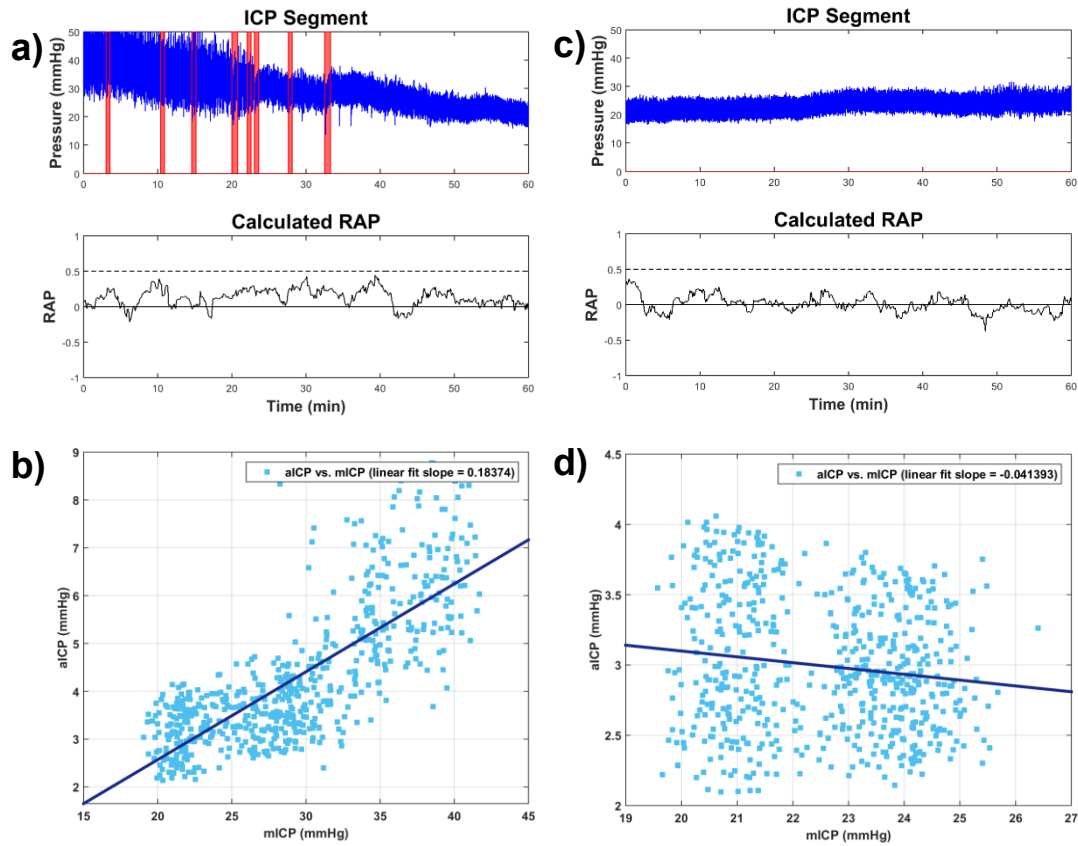 a)
ICP Segment
Pressure (mmHg)
50
40
30
20
10
0
0 10 20 30 40 50 60
Calculated RAP
RAP
1
0.5
0
-0.5
-1
0 10 20 30 40 50 60
Time (min)
b)
aICP vs. mICP (linear fit slope = 0.18374)
aICP (mmHg)
9
8
7
6
5
4
3
2
15 20 25 30 35 40 45
mICP (mmHg)
c)
ICP Segment
Pressure (mmHg)
50
40
30
20
10
0
0 10 20 30 40 50 60
Calculated RAP
RAP
1
0.5
0
-0.5
-1
0 10 20 30 40 50 60
Time (min)
d)
aICP vs. mICP (linear fit slope = -0.041393)
aICP (mmHg)
4.5
4
3.5
3
2.5
2
19 20 21 22 23 24 25 26 27
mICP (mmHg)